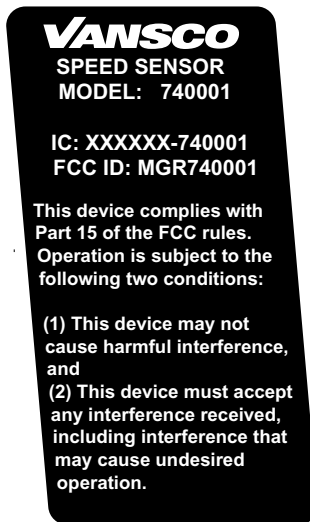 VANSCO
SPEED SENSOR
MODEL: 740001
IC: XXXXXX-740001
FCC ID: MGR740001
This device complies with
Part 15 of the FCC rules.
Operation is subject to the
following two conditions:
(1) This device may not
cause harmful interference,
and
(2) This device must accept
any interference received,
including interference that
may cause undesired
operation.